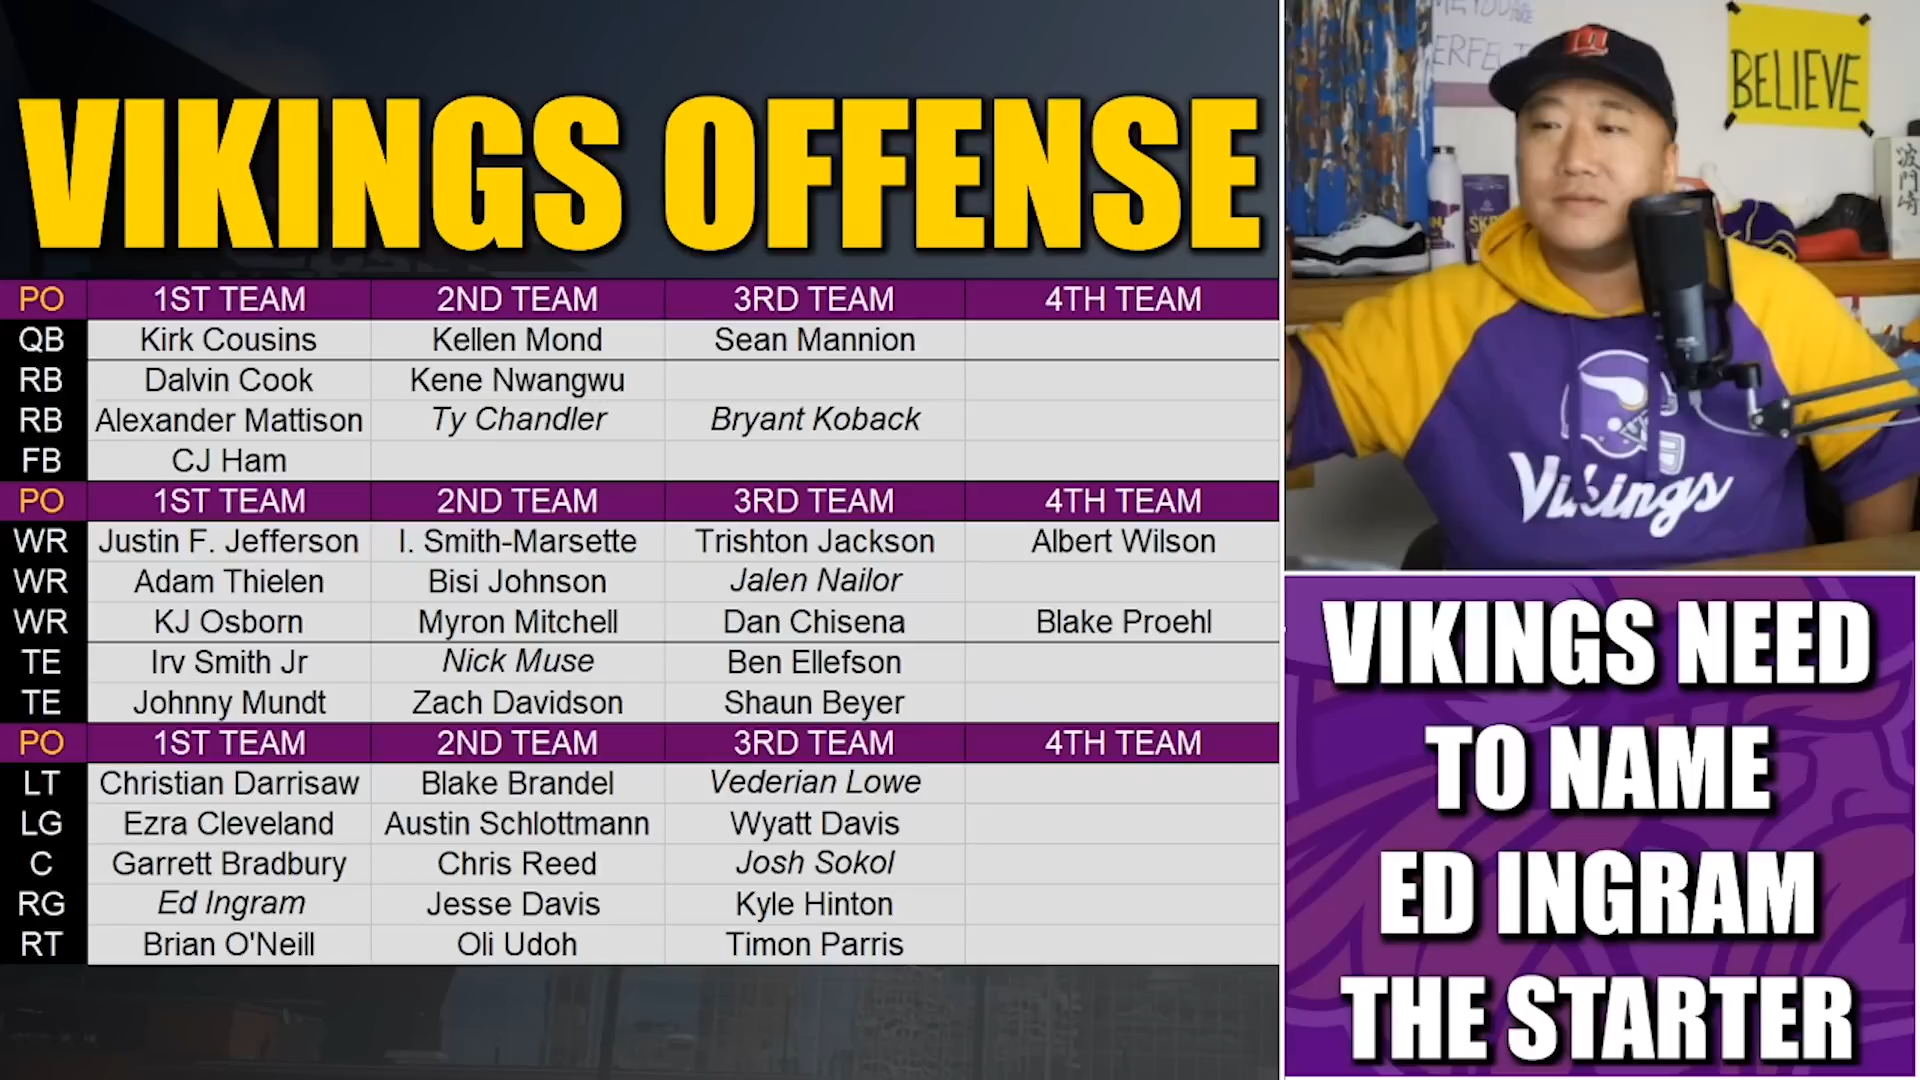 VIKINGS OFFENSE
PO 1ST TEAM 2ND TEAM 3RD TEAM 4TH TEAM
QB Kirk Cousins Kellen Mond Sean Mannion
RB Dalvin Cook Kene Nwangwu
RB Alexander Mattison Ty Chandler Bryant Koback
FB CJ Ham
PO 1ST TEAM 2ND TEAM 3RD TEAM 4TH TEAM
WR Justin F. Jefferson I. Smith-Marsette Trishton Jackson Albert Wilson
WR Adam Thielen Bisi Johnson Jalen Nailor
WR KJ Osborn Myron Mitchell Dan Chisena Blake Proehl
TE Irv Smith Jr Nick Muse Ben Ellefson
TE Johnny Mundt Zach Davidson Shaun Beyer
PO 1ST TEAM 2ND TEAM 3RD TEAM 4TH TEAM
LT Christian Darrisaw Blake Brandel Vederian Lowe
LG Ezra Cleveland Austin Schlottmann Wyatt Davis
C Garrett Bradbury Chris Reed Josh Sokol
RG Ed Ingram Jesse Davis Kyle Hinton
RT Brian O'Neill Oli Udoh Timon Parris
BELIEVE
Vikings
VIKINGS NEED
TO NAME
ED INGRAM
THE STARTER